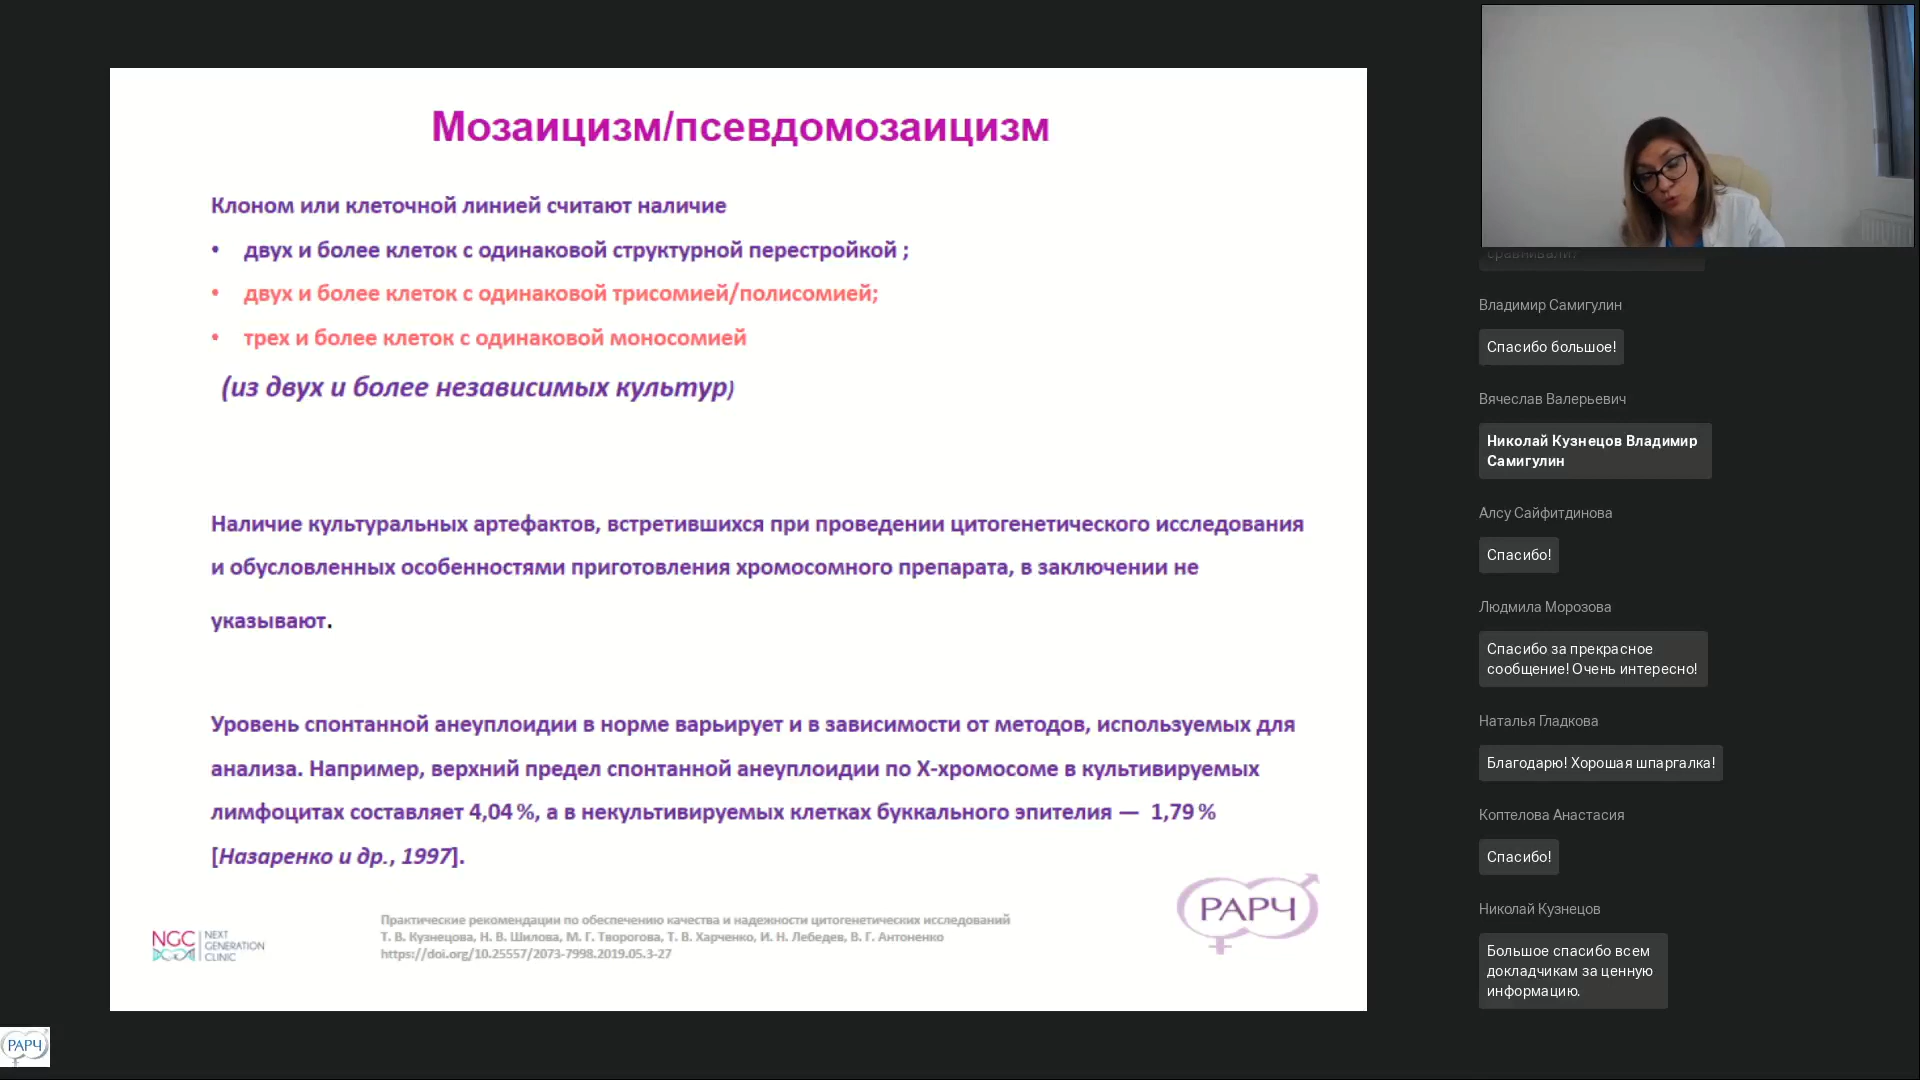 Мозаицизм/псевдомозаицизм
Клоном или клеточной линией считают наличие
• двух и более клеток с одинаковой структурной перестройкой ;
• двух и более клеток с одинаковой трисомией/полисомией;
• трех и более клеток с одинаковой моносомией
(из двух и более независимых культур)
Наличие культуральных артефактов, встретившихся при проведении цитогенетического исследования
и обусловленных особенностями приготовления хромосомного препарата, в заключении не
указывают.
Уровень спонтанной анеуплоидии в норме варьирует и в зависимости от методов, используемых для
анализа. Например, верхний предел спонтанной анеуплоидии по Х-хромосоме в культивируемых
лимфоцитах составляет 4,04 %, а в некультивируемых клетках буккального эпителия — 1,79 %
[Назаренко и др., 1997].
Практические рекомендации по обеспечению качества и надежности цитогенетических исследований
Т. В. Кузнецова, Н. В. Шилова, М. Г. Творогова, Т. В. Харченко, И. Н. Лебедев, В. Г. Антоненко
https://doi.org/10.25557/2073-7998.2019.05.3-27
NGC
NEXT
GENERATION
CLINIC
РАРЧ
РАРЧ
сравнивали?
Владимир Самигулин
Спасибо большое!
Вячеслав Валерьевич
Николай Кузнецов Владимир
Самигулин
Алсу Сайфитдинова
Спасибо!
Людмила Морозова
Спасибо за прекрасное
сообщение! Очень интересно!
Наталья Гладкова
Благодарю! Хорошая шпаргалка!
Коптелова Анастасия
Спасибо!
Николай Кузнецов
Большое спасибо всем
докладчикам за ценную
информацию.